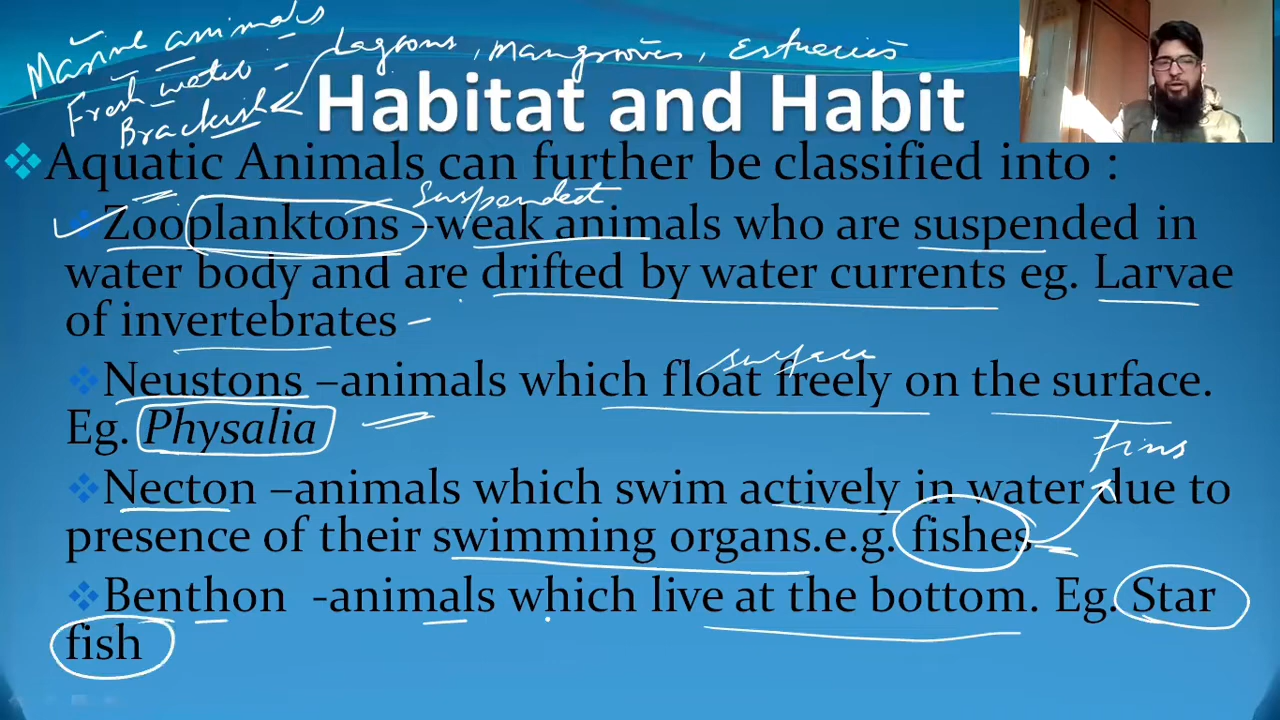 Marine animals
Fresh water - Lagoons, Mangroves, Estueries
Brackish
Habitat and Habit
Aquatic Animals can further be classified into :
suspended
Zooplanktons –weak animals who are suspended in
water body and are drifted by water currents eg. Larvae
of invertebrates
surface
Neustons –animals which float freely on the surface.
Eg. Physalia
fins
Necton –animals which swim actively in water due to
presence of their swimming organs.e.g. fishes
Benthon -animals which live at the bottom. Eg. Star
fish